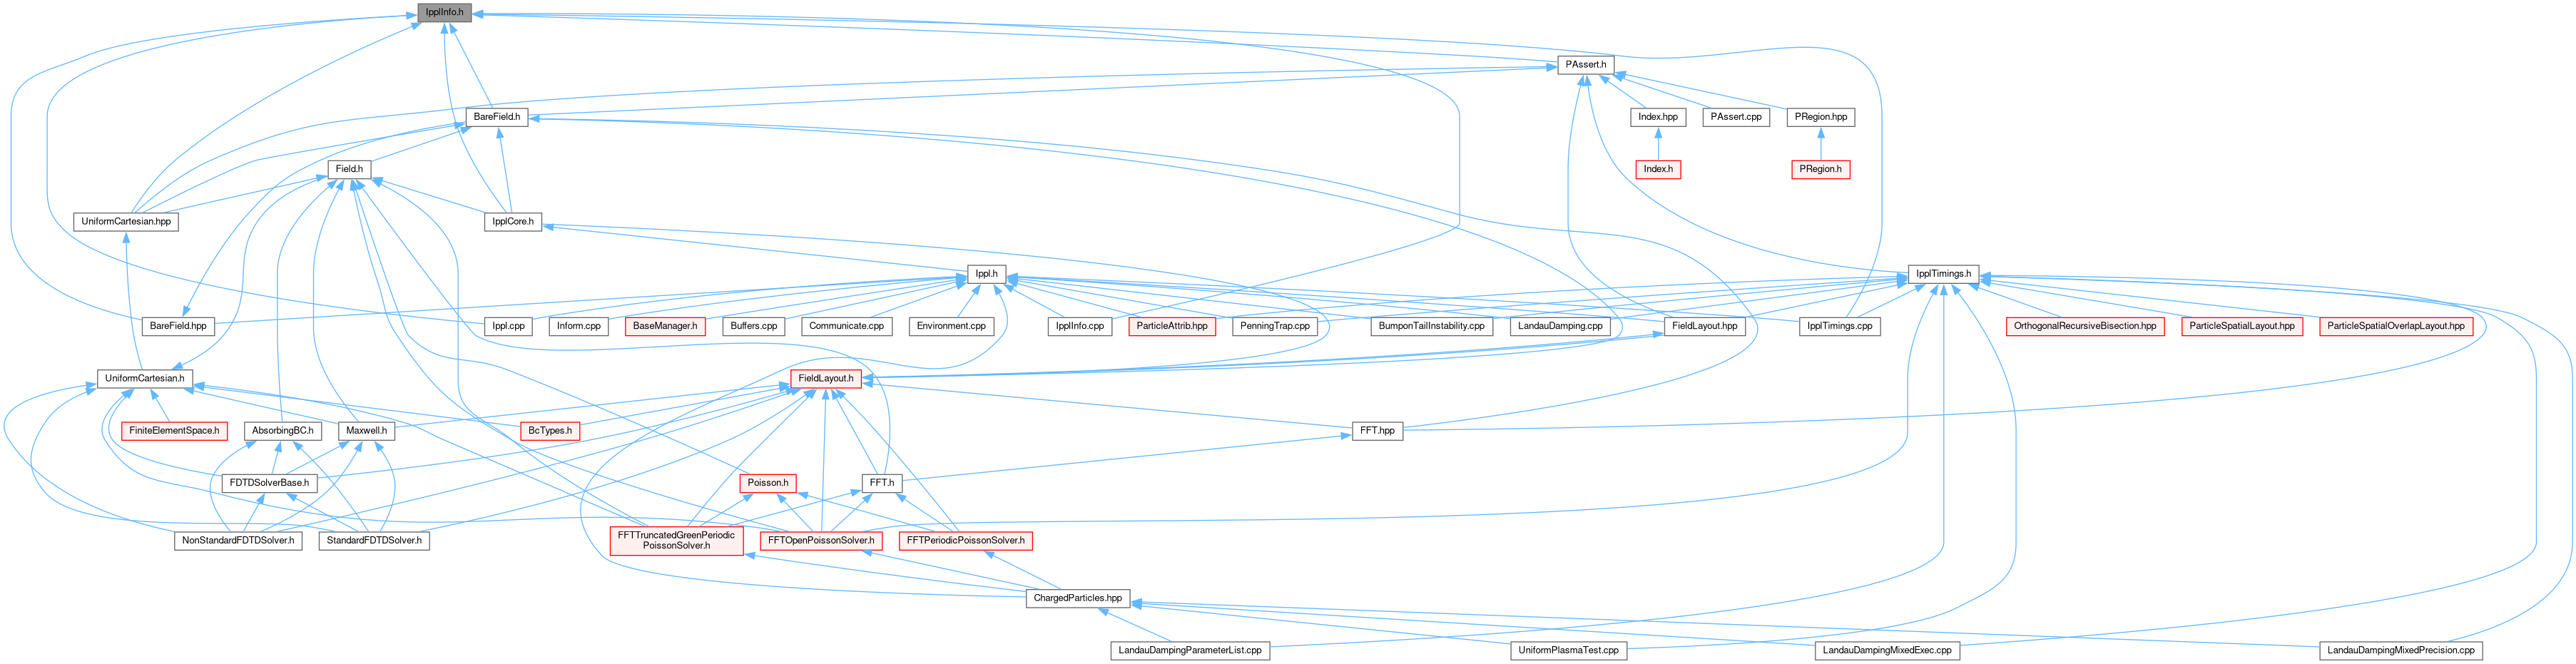 IpplInfo.h
PAssert.h
BareField.h
Index.hpp
PAssert.cpp
PRegion.hpp
Field.h
Index.h
PRegion.h
UniformCartesian.hpp
IpplCore.h
Ippl.h
IpplTimings.h
BareField.hpp
Ippl.cpp
Inform.cpp
BaseManager.h
Buffers.cpp
Communicate.cpp
Environment.cpp
IpplInfo.cpp
ParticleAttrib.hpp
PenningTrap.cpp
BumponTailInstability.cpp
LandauDamping.cpp
FieldLayout.hpp
IpplTimings.cpp
OrthogonalRecursiveBisection.hpp
ParticleSpatialLayout.hpp
ParticleSpatialOverlapLayout.hpp
UniformCartesian.h
FieldLayout.h
FiniteElementSpace.h
AbsorbingBC.h
Maxwell.h
BcTypes.h
FFT.hpp
FDTDSolverBase.h
Poisson.h
FFT.h
NonStandardFDTDSolver.h
StandardFDTDSolver.h
FFTTruncatedGreenPeriodic
PoissonSolver.h
FFTOpenPoissonSolver.h
FFTPeriodicPoissonSolver.h
ChargedParticles.hpp
LandauDampingParameterList.cpp
UniformPlasmaTest.cpp
LandauDampingMixedExec.cpp
LandauDampingMixedPrecision.cpp